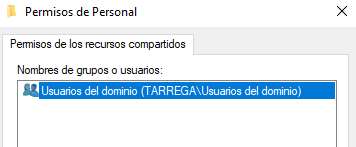 Permisos de Personal
Permisos de los recursos compartidos
Nombres de grupos o usuarios:
Usuarios del dominio (TARREGA\Usuarios del dominio)